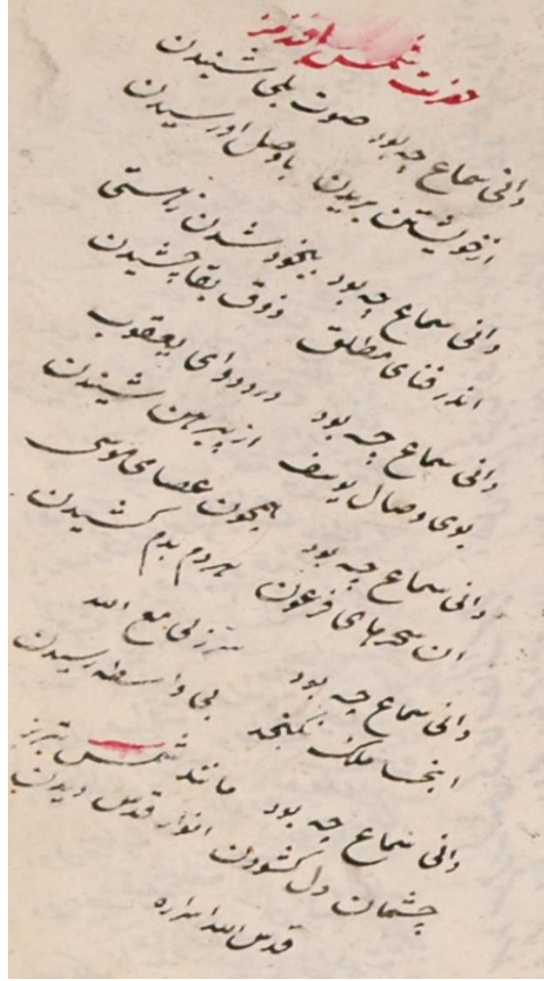 حضرت شمس
دانی سماع چه بود صوت بلی شنیدن
از خویشتن بریدن با وصل او رسیدن
دانی سماع چه بود بیخود شدن ز هستی
اندر فنای مطلق ذوق بقا چشیدن
دانی سماع چه بود درد دوای یعقوب
بوی وصال یوسف از پیرهن شنیدن
دانی سماع چه بود همچون عصای موسی
آن سحرهای فرعون هر دم بدم کشیدن
دانی سماع چه بود سرّ لی مع الله
اینجا ملک نگنجد بی واسطه رسیدن
دانی سماع چه بود مانند شمس تبریز
چشمان دل کشودن انوار قدس دیدن
قدس الله اسراره